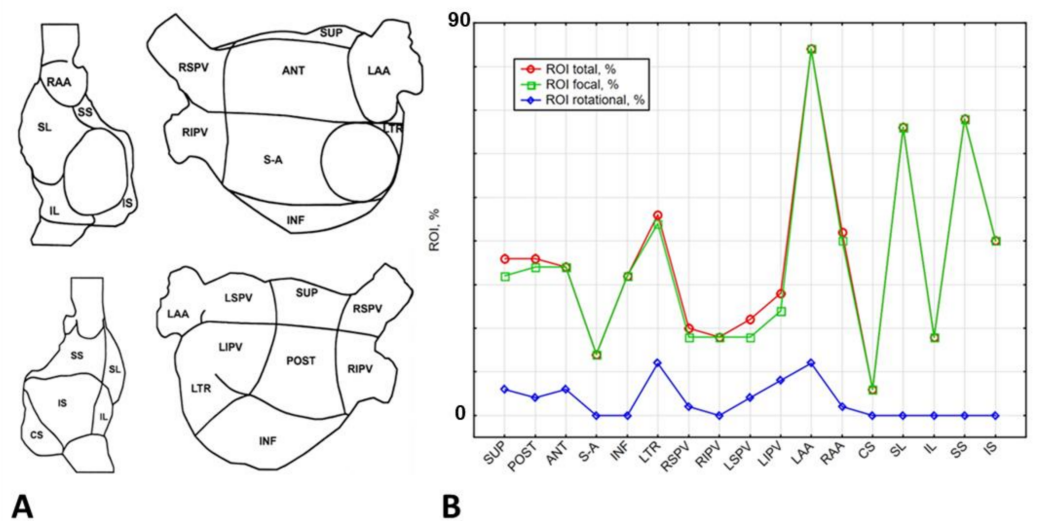 RAA
SS
SL
IL
IS
RSPV
SUP
ANT
LAA
RIPV
LTR
S-A
INF
SS
SL
IS
IL
CS
LAA
LSPV
SUP
RSPV
LIPV
POST
RIPV
LTR
INF
A
90
ROI total, %
ROI focal, %
ROI rotational, %
ROI, %
0
SUP POST ANT S-A INF LTR RSPV RIPV LSPV LIPV LAA RAA CS SL IL SS IS
B